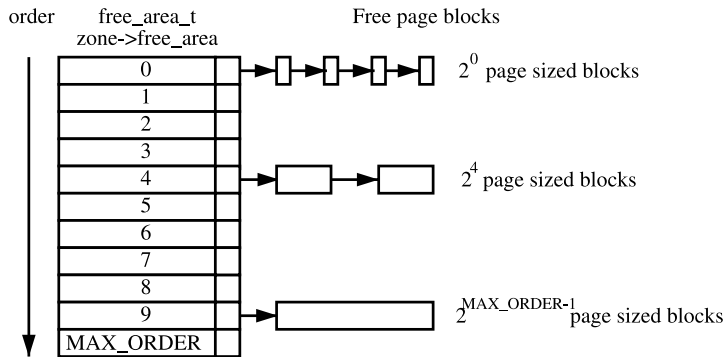 order free_area_t Free page blocks
zone->free_area
0 2^0 page sized blocks
1
2
3
4 2^4 page sized blocks
5
6
7
8
9 2^MAX_ORDER-1 page sized blocks
MAX_ORDER